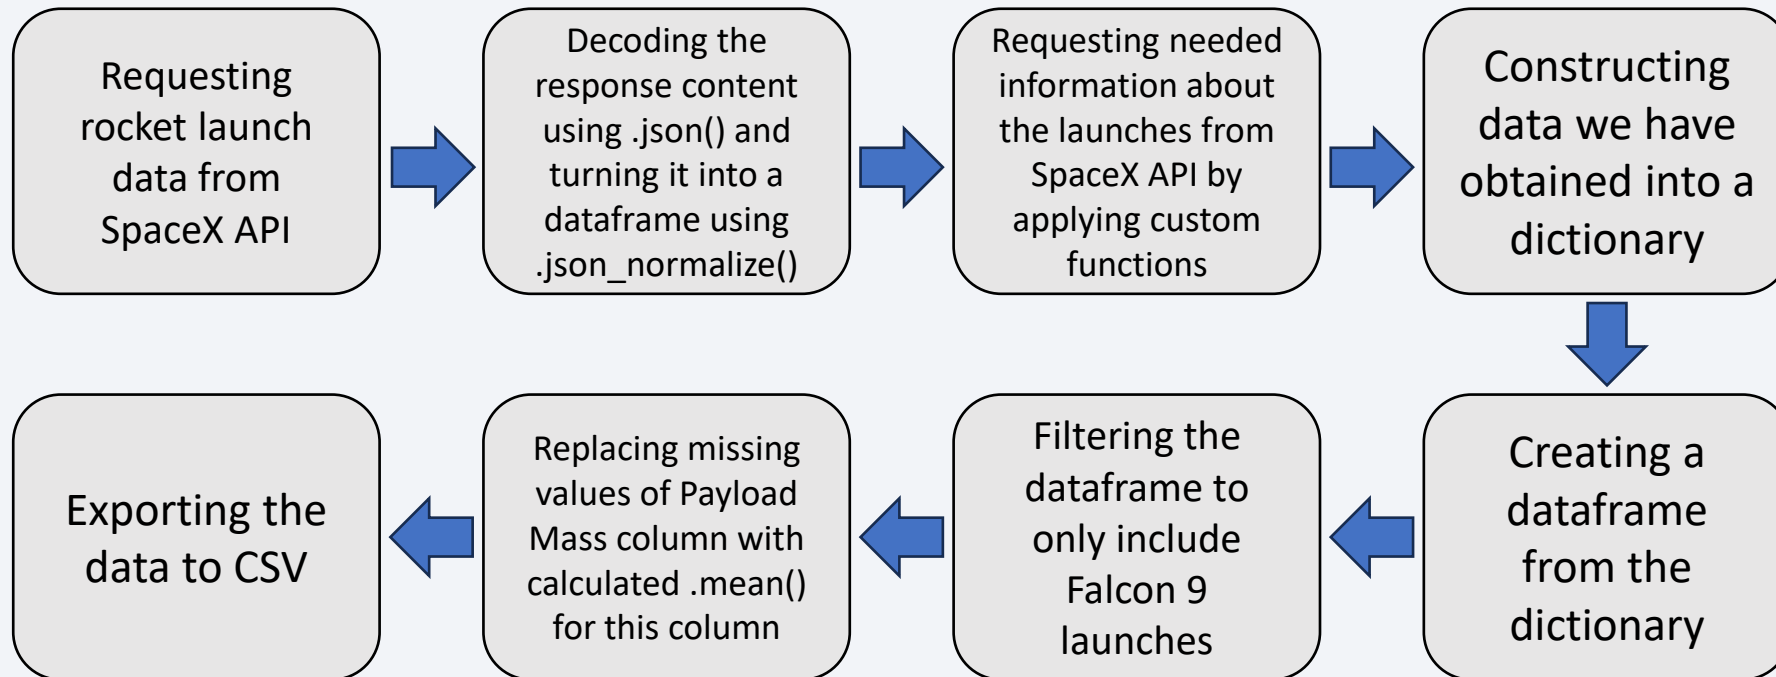 Requesting
rocket launch
data from
SpaceX API
Decoding the
response content
using .json() and
turning it into a
dataframe using
.json_normalize()
Requesting needed
information about
the launches from
SpaceX API by
applying custom
functions
Constructing
data we have
obtained into a
dictionary
Creating a
dataframe
from the
dictionary
Filtering the
dataframe to
only include
Falcon 9
launches
Replacing missing
values of Payload
Mass column with
calculated .mean()
for this column
Exporting the
data to CSV